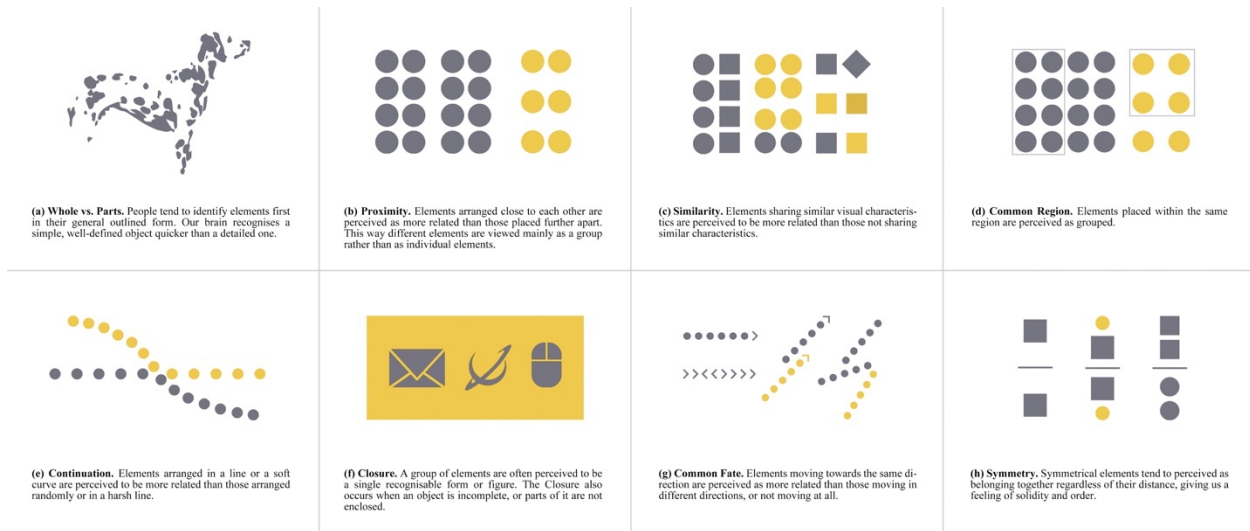 (a) Whole vs. Parts. People tend to identify elements first
in their general outlined form. Our brain recognises a
simple, well-defined object quicker than a detailed one.
(b) Proximity. Elements arranged close to each other are
perceived as more related than those placed further apart.
This way different elements are viewed mainly as a group
rather than as individual elements.
(c) Similarity. Elements sharing similar visual characteris-
tics are perceived to be more related than those not sharing
similar characteristics.
(d) Common Region. Elements placed within the same
region are perceived as grouped.
(e) Continuation. Elements arranged in a line or a soft
curve are perceived to be more related than those arranged
randomly or in a harsh line.
(f) Closure. A group of elements are often perceived to be
a single recognisable form or figure. The Closure also
occurs when an object is incomplete, or parts of it are not
enclosed.
(g) Common Fate. Elements moving towards the same di-
rection are perceived as more related than those moving in
different directions, or not moving at all.
(h) Symmetry. Symmetrical elements tend to perceived as
belonging together regardless of their distance, giving us a
feeling of solidity and order.